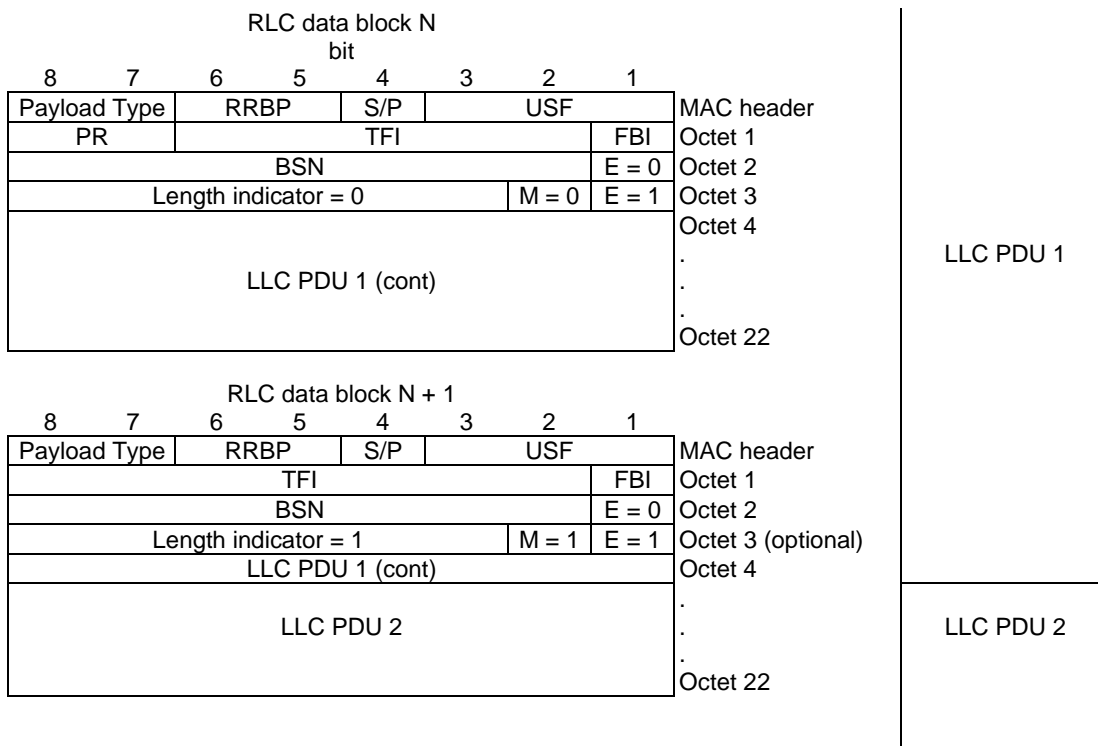 RLC data block N
bit
8 7 6 5 4 3 2 1
Payload Type RRBP S/P USF MAC header
PR TFI FBI Octet 1
BSN E = 0 Octet 2
Length indicator = 0 M = 0 E = 1 Octet 3
Octet 4
.
LLC PDU 1 (cont) .
.
Octet 22
LLC PDU 1
RLC data block N + 1
8 7 6 5 4 3 2 1
Payload Type RRBP S/P USF MAC header
TFI FBI Octet 1
BSN E = 0 Octet 2
Length indicator = 1 M = 1 E = 1 Octet 3 (optional)
LLC PDU 1 (cont) Octet 4
.
LLC PDU 2 .
.
Octet 22
LLC PDU 2